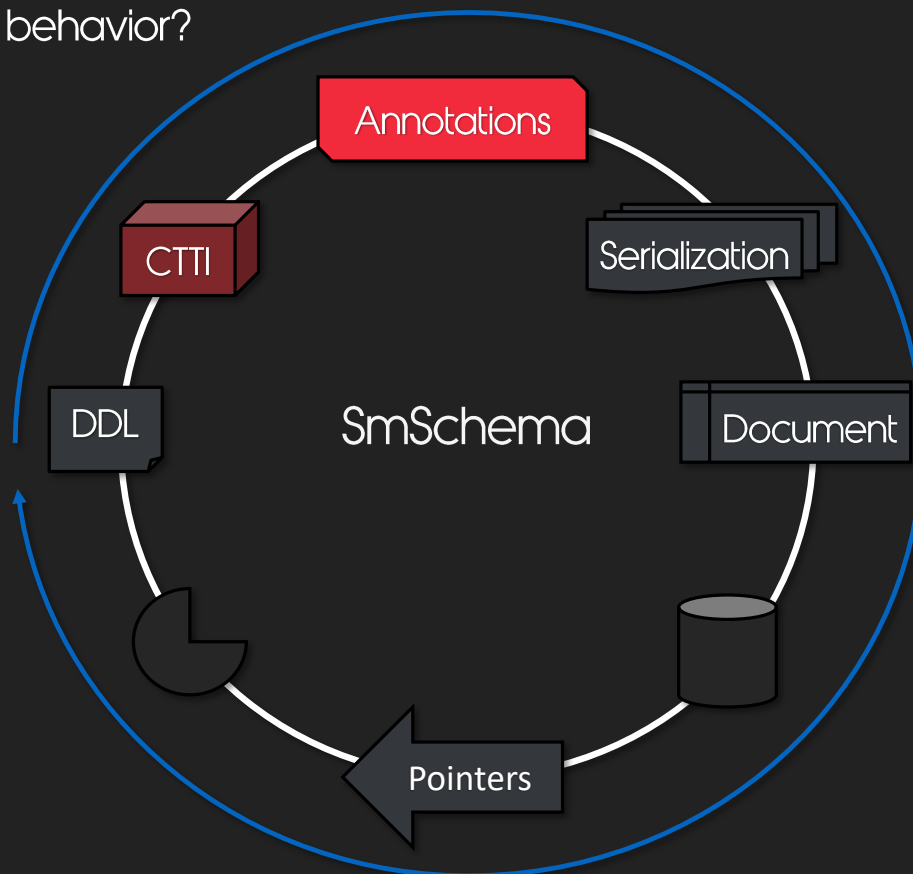 behavior?
Annotations
CTTI
Serialization
DDL
SmSchema
Document
Pointers